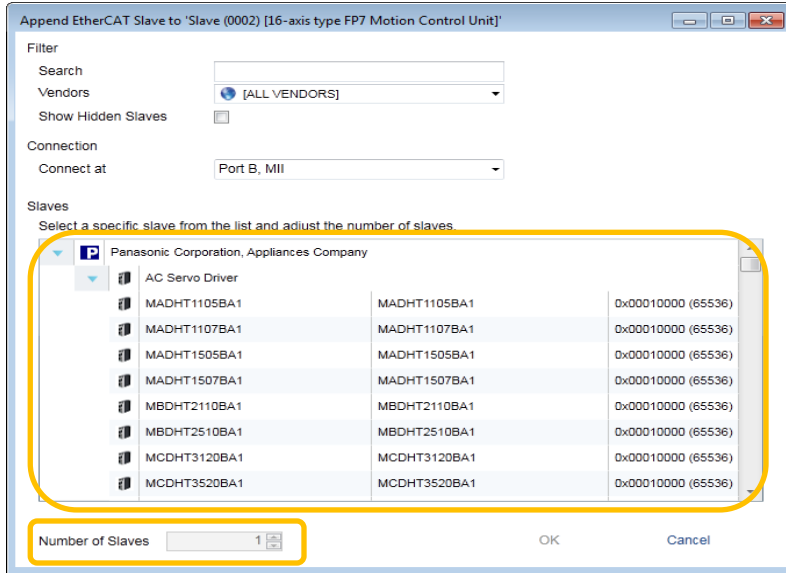 Append EtherCAT Slave to 'Slave (0002) [16-axis type FP7 Motion Control Unit]'
Filter
Search
Vendors [ALL VENDORS]
Show Hidden Slaves
Connection
Connect at Port B, MII
Slaves
Select a specific slave from the list and adjust the number of slaves.
P Panasonic Corporation, Appliances Company
AC Servo Driver
MADHT1105BA1 MADHT1105BA1 0x00010000 (65536)
MADHT1107BA1 MADHT1107BA1 0x00010000 (65536)
MADHT1505BA1 MADHT1505BA1 0x00010000 (65536)
MADHT1507BA1 MADHT1507BA1 0x00010000 (65536)
MBDHT2110BA1 MBDHT2110BA1 0x00010000 (65536)
MBDHT2510BA1 MBDHT2510BA1 0x00010000 (65536)
MCDHT3120BA1 MCDHT3120BA1 0x00010000 (65536)
MCDHT3520BA1 MCDHT3520BA1 0x00010000 (65536)
Number of Slaves 1 OK Cancel